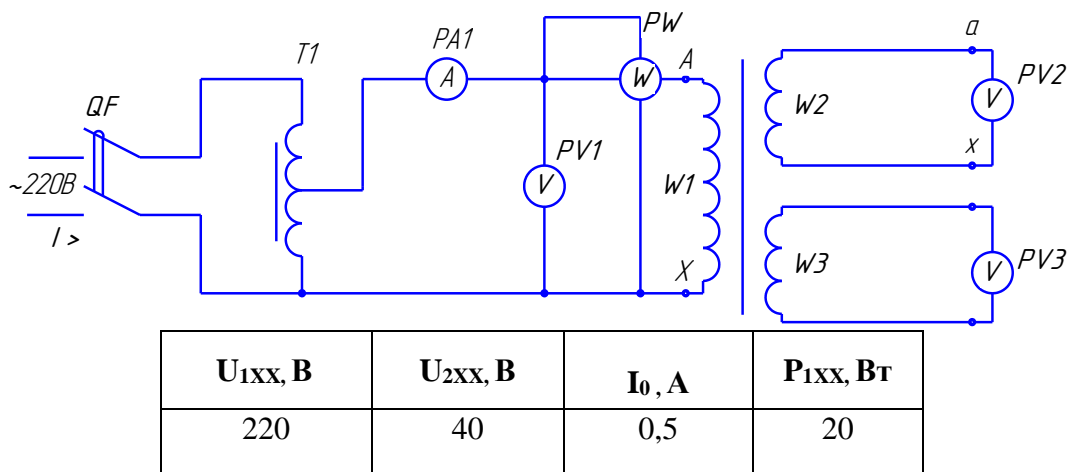 T1
PA1
PW
A
a
QF
A
W
V
PV2
W2
~220В
PV1
V
W1
x
I >
X
W3
V
PV3
U1XX, В
U2XX, В
I0 , А
P1XX, Вт
220
40
0,5
20